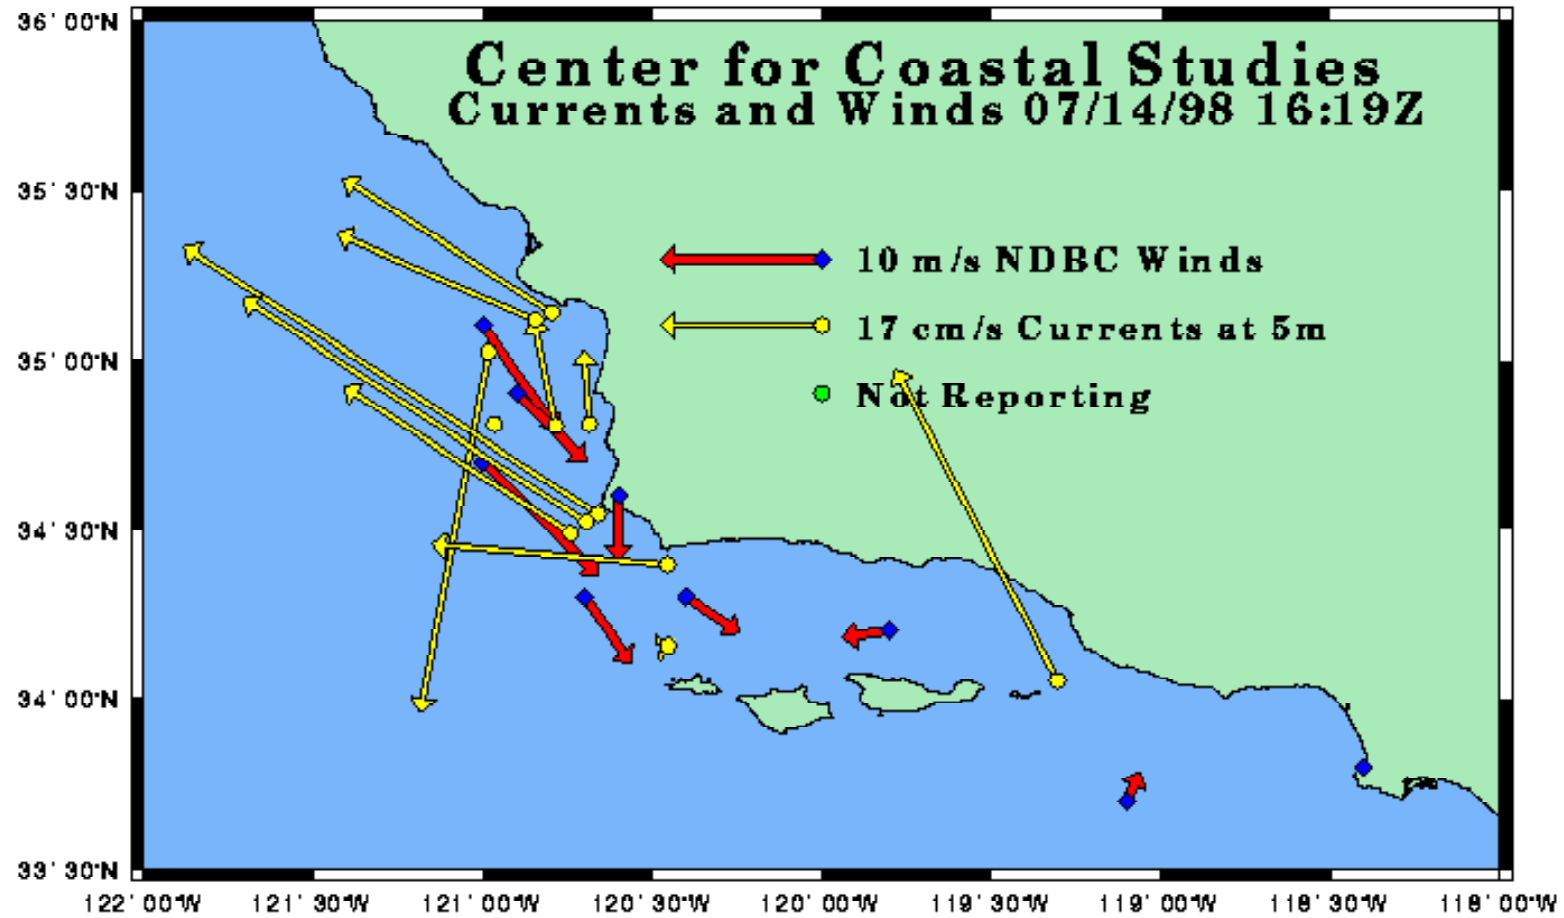 Center for Coastal Studies
Currents and Winds 07/14/98 16:19Z
36°00'N
35°30'N
10 m/s NDBC Winds
17 cm/s Currents at 5m
35°00'N
Not Reporting
34°30'N
34°00'N
33°30'N
122°00'W 121°30'W 121°00'W 120°30'W 120°00'W 119°30'W 119°00'W 118°30'W 118°00'W